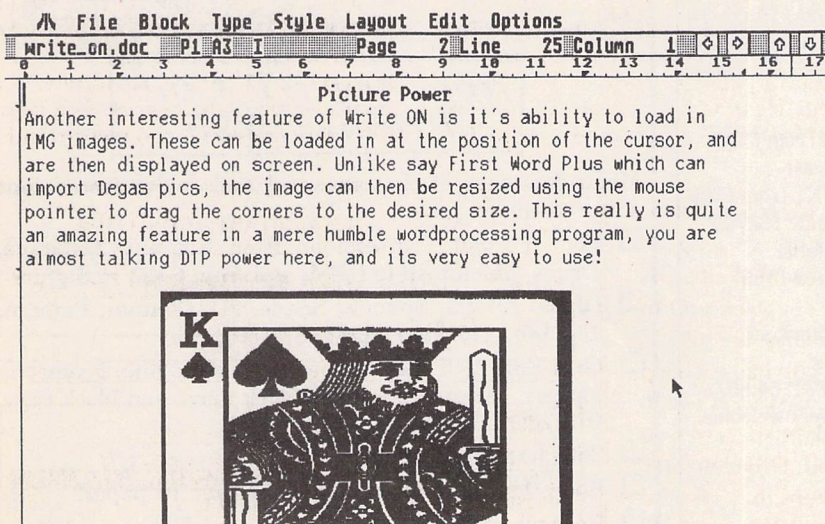 File Block Type Style Layout Edit Options
write_on.doc P1 A3 I Page 2 Line 25 Column 1
0 1 2 3 4 5 6 7 8 9 10 11 12 13 14 15 16 17
Picture Power
Another interesting feature of Write ON is it's ability to load in
IMG images. These can be loaded in at the position of the cursor, and
are then displayed on screen. Unlike say First Word Plus which can
import Degas pics, the image can then be resized using the mouse
pointer to drag the corners to the desired size. This really is quite
an amazing feature in a mere humble wordprocessing program, you are
almost talking DTP power here, and its very easy to use!
K